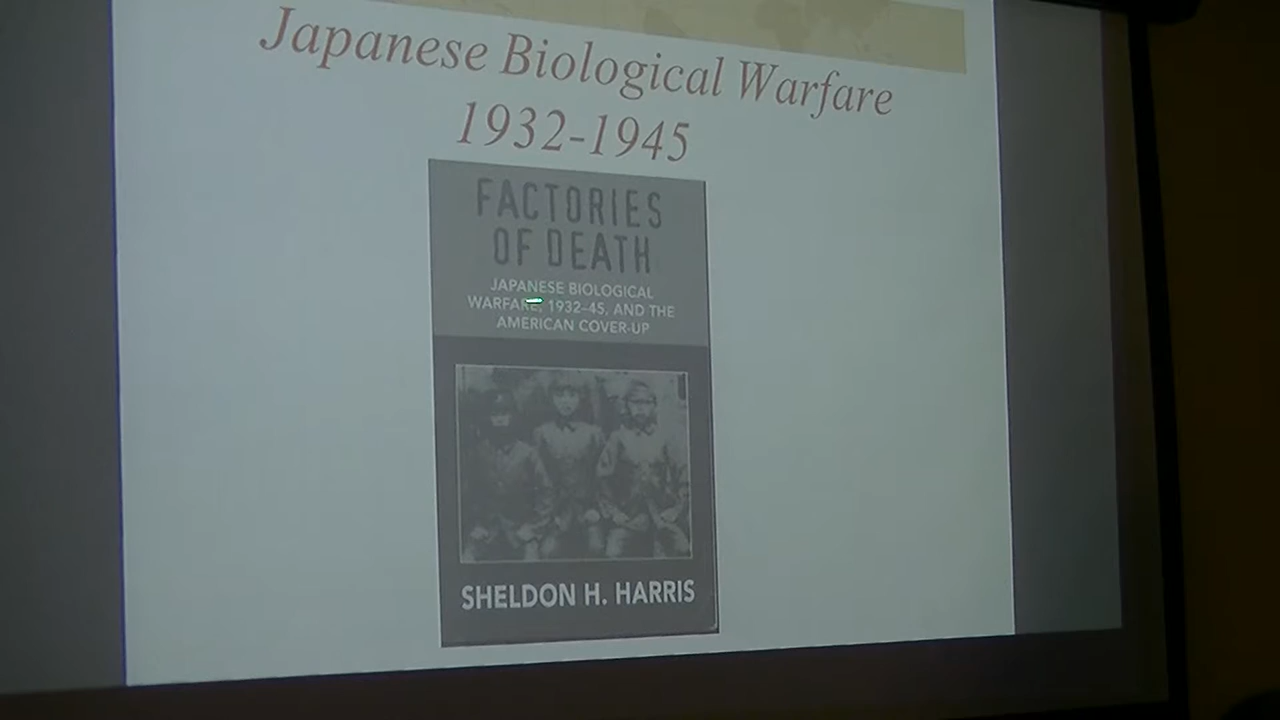 Japanese Biological Warfare
1932-1945
FACTORIES
OF DEATH
JAPANESE BIOLOGICAL
WARFARE, 1932-45, AND THE
AMERICAN COVER-UP
SHELDON H. HARRIS